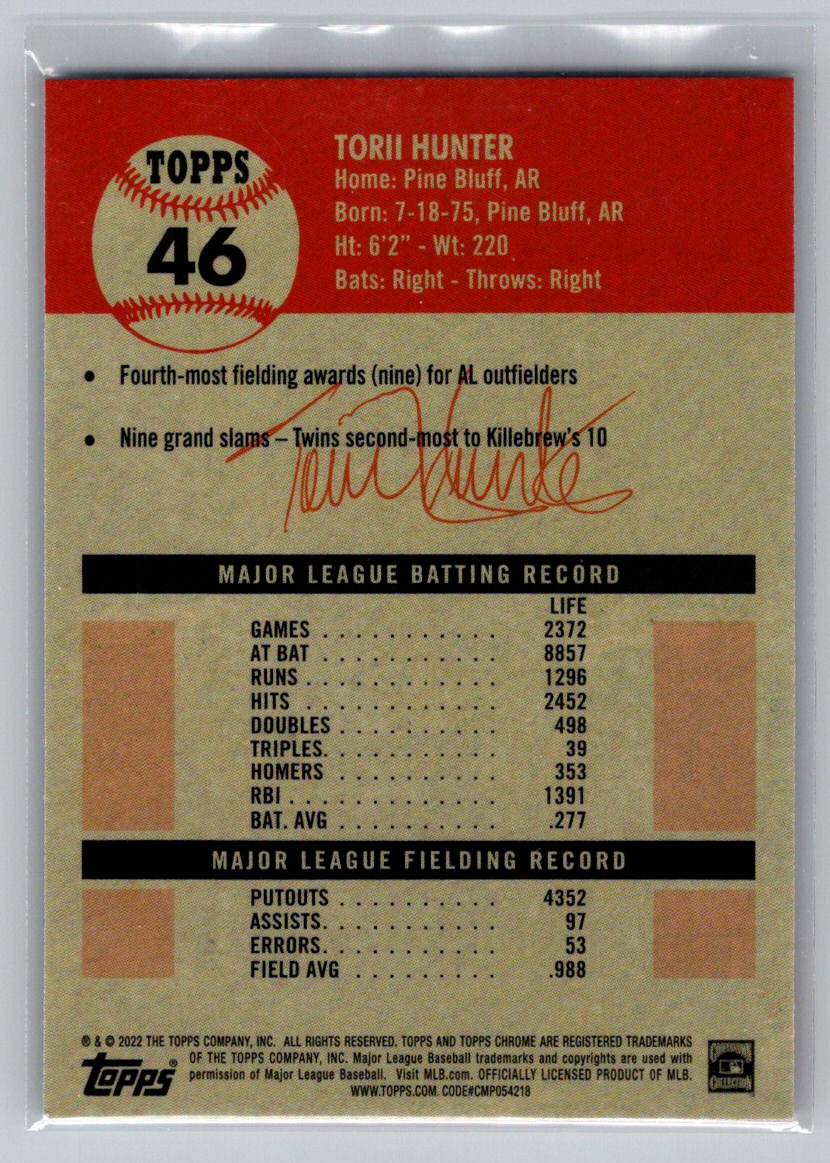 TOPPS
46
TORII HUNTER
Home: Pine Bluff, AR
Born: 7-18-75, Pine Bluff, AR
Ht: 6'2" - Wt: 220
Bats: Right - Throws: Right
• Fourth-most fielding awards (nine) for AL outfielders
• Nine grand slams – Twins second-most to Killebrew's 10
Torii Hunter
MAJOR LEAGUE BATTING RECORD
LIFE
GAMES . . . . . . . . . . . 2372
AT BAT . . . . . . . . . . . 8857
RUNS . . . . . . . . . . . . 1296
HITS . . . . . . . . . . . . 2452
DOUBLES . . . . . . . . . . 498
TRIPLES. . . . . . . . . . . 39
HOMERS . . . . . . . . . . 353
RBI . . . . . . . . . . . . . 1391
BAT. AVG . . . . . . . . . . .277
MAJOR LEAGUE FIELDING RECORD
PUTOUTS . . . . . . . . . . 4352
ASSISTS. . . . . . . . . . . 97
ERRORS. . . . . . . . . . . 53
FIELD AVG . . . . . . . . . .988
® & © 2022 THE TOPPS COMPANY, INC. ALL RIGHTS RESERVED. TOPPS AND TOPPS CHROME ARE REGISTERED TRADEMARKS
OF THE TOPPS COMPANY, INC. Major League Baseball trademarks and copyrights are used with
permission of Major League Baseball. Visit MLB.com. OFFICIALLY LICENSED PRODUCT OF MLB.
WWW.TOPPS.COM CODE#CMP054218
Topps®
COOPERSTOWN
COLLECTION